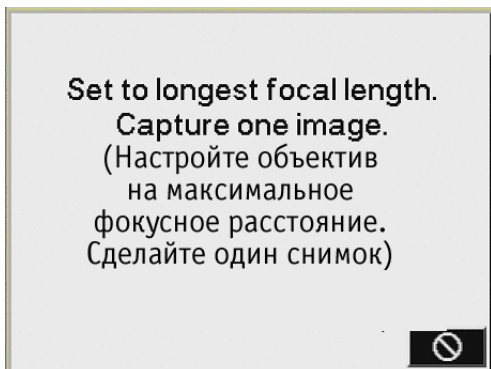 Set to longest focal length.
Capture one image.
(Настройте объектив
на максимальное
фокусное расстояние.
Сделайте один снимок)